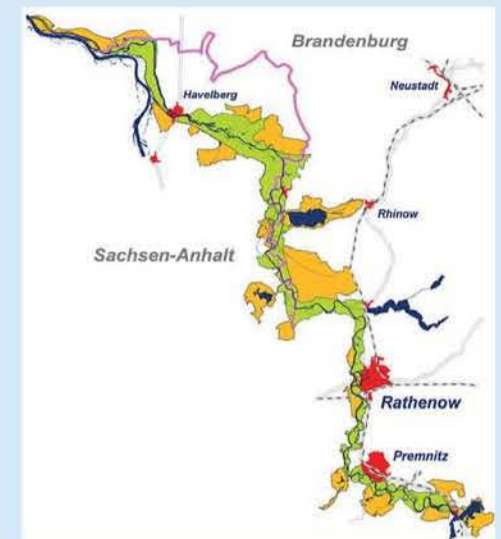 Brandenburg
Neustadt
Havelberg
Rhinow
Sachsen-Anhalt
Rathenow
Premnitz